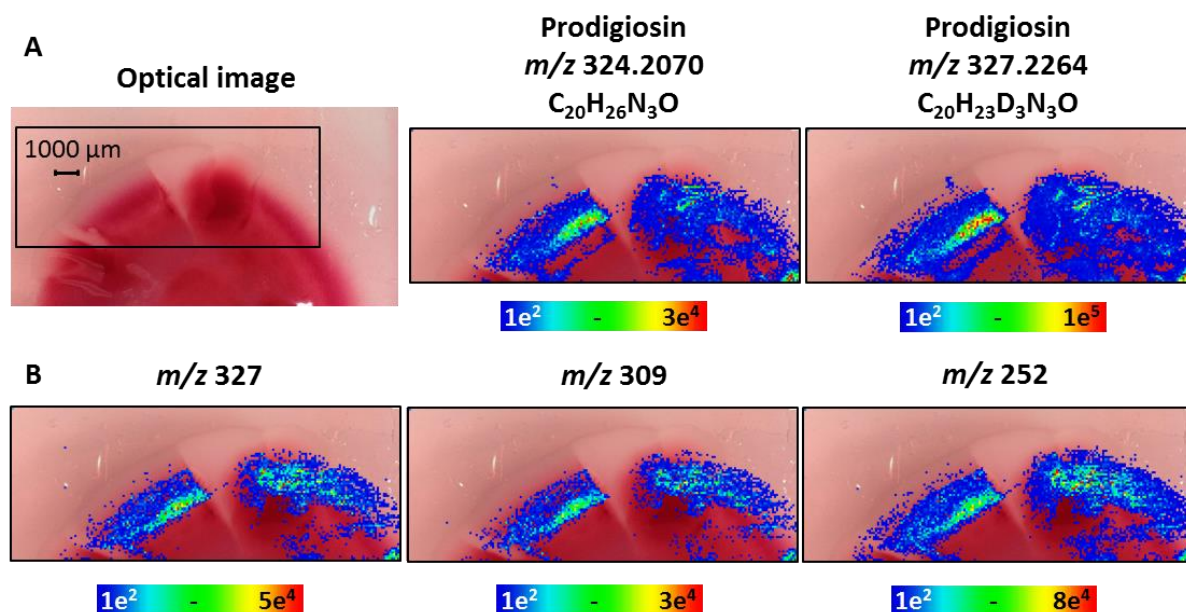 A
Optical image
1000 µm
Prodigiosin
m/z 324.2070
C₂₀H₂₆N₃O
1e² - 3e⁴
Prodigiosin
m/z 327.2264
C₂₀H₂₃D₃N₃O
1e² - 1e⁵
B
m/z 327
1e² - 5e⁴
m/z 309
1e² - 3e⁴
m/z 252
1e² - 8e⁴